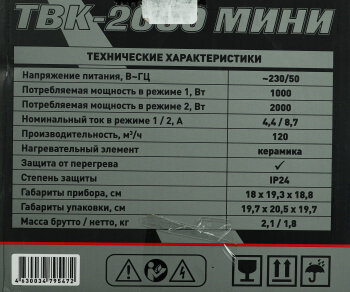 ТВК-2000 МИНИ
ТЕХНИЧЕСКИЕ ХАРАКТЕРИСТИКИ
Напряжение питания, В~ГЦ ~230/50
Потребляемая мощность в режиме 1, Вт 1000
Потребляемая мощность в режиме 2, Вт 2000
Номинальный ток в режиме 1 / 2, А 4,4 / 8,7
Производительность, м³/ч 120
Нагревательный элемент керамика
Защита от перегрева ✓
Степень защиты IP24
Габариты прибора, см 18 х 19,3 х 18,8
Габариты упаковки, см 19,7 х 20,5 х 19,7
Масса брутто / нетто, кг 2,1 / 1,8
4 630034 795472